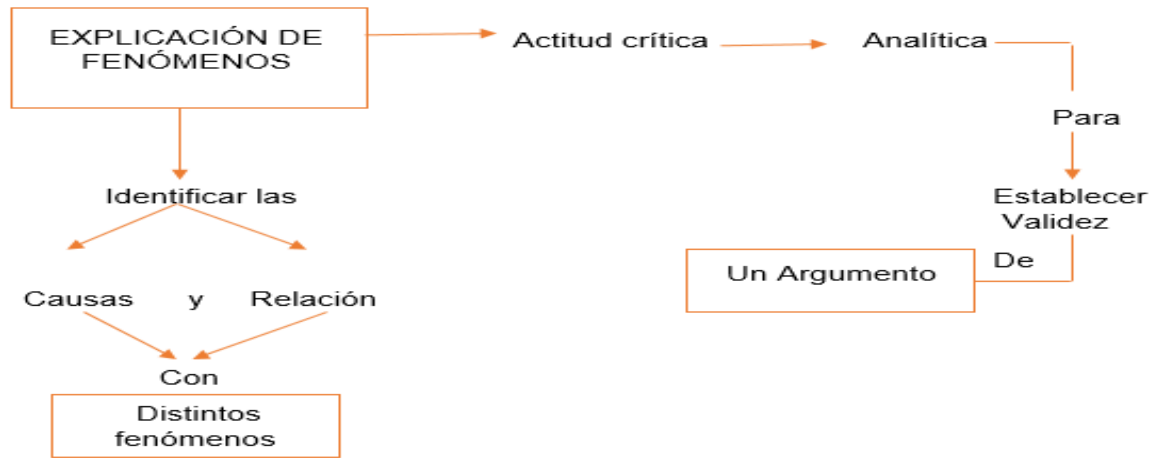 EXPLICACIÓN DE
FENÓMENOS
Actitud crítica
Analítica
Para
Establecer
Validez
De
Un Argumento
Identificar las
Causas y Relación
Con
Distintos
fenómenos